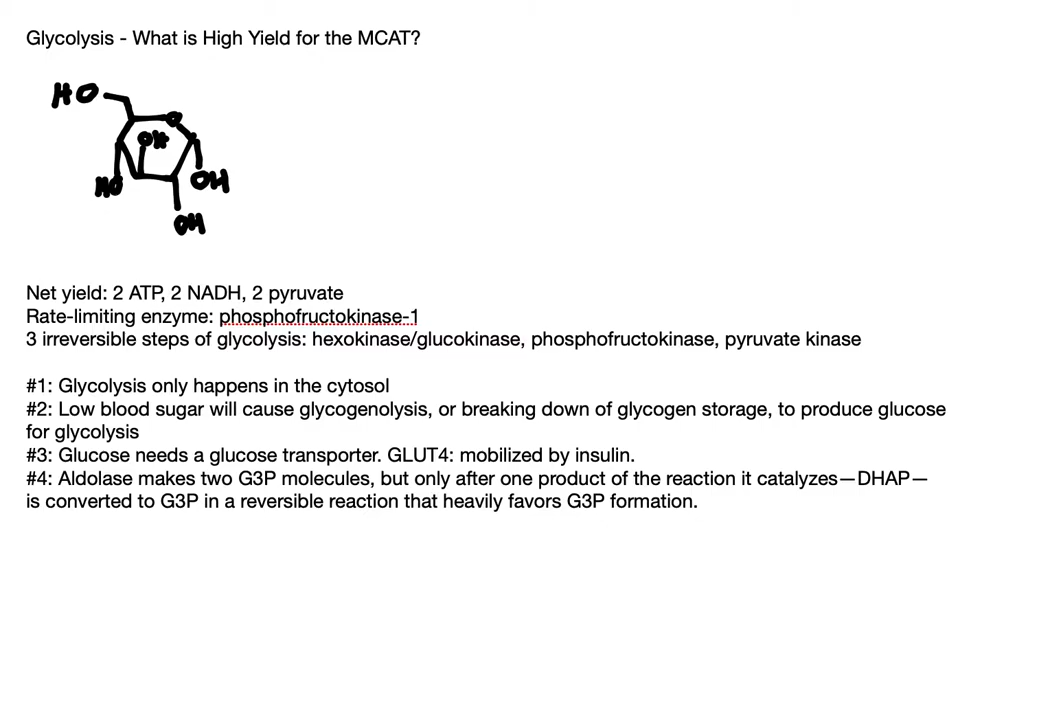 Glycolysis - What is High Yield for the MCAT?
HO
O
OH
HO
OH
OH
Net yield: 2 ATP, 2 NADH, 2 pyruvate
Rate-limiting enzyme: phosphofructokinase-1
3 irreversible steps of glycolysis: hexokinase/glucokinase, phosphofructokinase, pyruvate kinase
#1: Glycolysis only happens in the cytosol
#2: Low blood sugar will cause glycogenolysis, or breaking down of glycogen storage, to produce glucose
for glycolysis
#3: Glucose needs a glucose transporter. GLUT4: mobilized by insulin.
#4: Aldolase makes two G3P molecules, but only after one product of the reaction it catalyzes—DHAP—
is converted to G3P in a reversible reaction that heavily favors G3P formation.